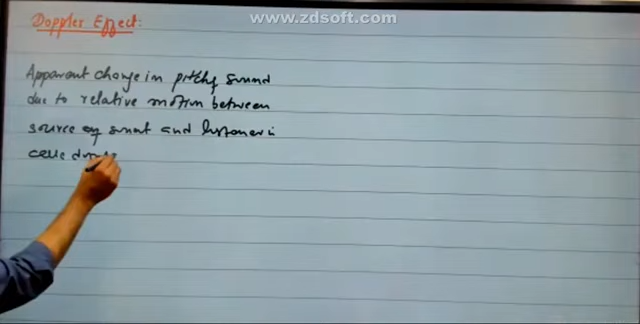 www.zdsoft.com
Doppler Effect:
Apparent change in pitch of sound
due to relative motion between
source of sound and listener i